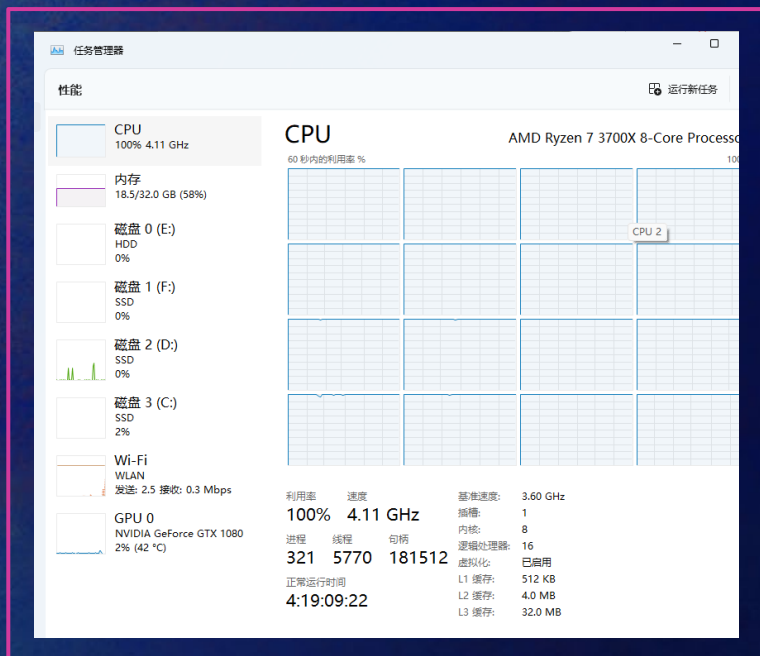 任务管理器
性能
运行新任务
CPU
100% 4.11 GHz
内存
18.5/32.0 GB (58%)
磁盘 0 (E:)
HDD
0%
磁盘 1 (F:)
SSD
0%
磁盘 2 (D:)
SSD
0%
磁盘 3 (C:)
SSD
2%
Wi-Fi
WLAN
发送: 2.5 接收: 0.3 Mbps
GPU 0
NVIDIA GeForce GTX 1080
2% (42 °C)
CPU
AMD Ryzen 7 3700X 8-Core Processo
60 秒内的利用率 %
100
CPU 2
利用率
速度
100%
4.11 GHz
进程
线程
句柄
321
5770
181512
正常运行时间
4:19:09:22
基准速度: 3.60 GHz
插槽: 1
内核: 8
逻辑处理器: 16
虚拟化: 已启用
L1 缓存: 512 KB
L2 缓存: 4.0 MB
L3 缓存: 32.0 MB